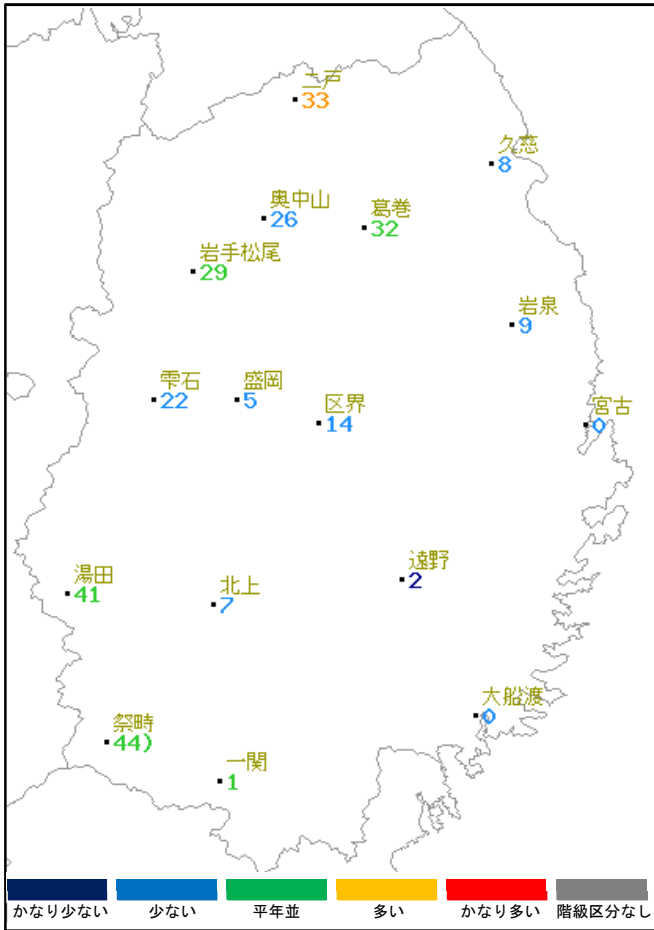 二戸
33
久慈
8
奥中山
26
葛巻
32
岩手松尾
29
岩泉
9
雫石
22
盛岡
5
区界
14
宮古
0
湯田
41
北上
7
遠野
2
大船渡
0
祭畤
44)
一関
1
かなり少ない 少ない 平年並 多い かなり多い 階級区分なし